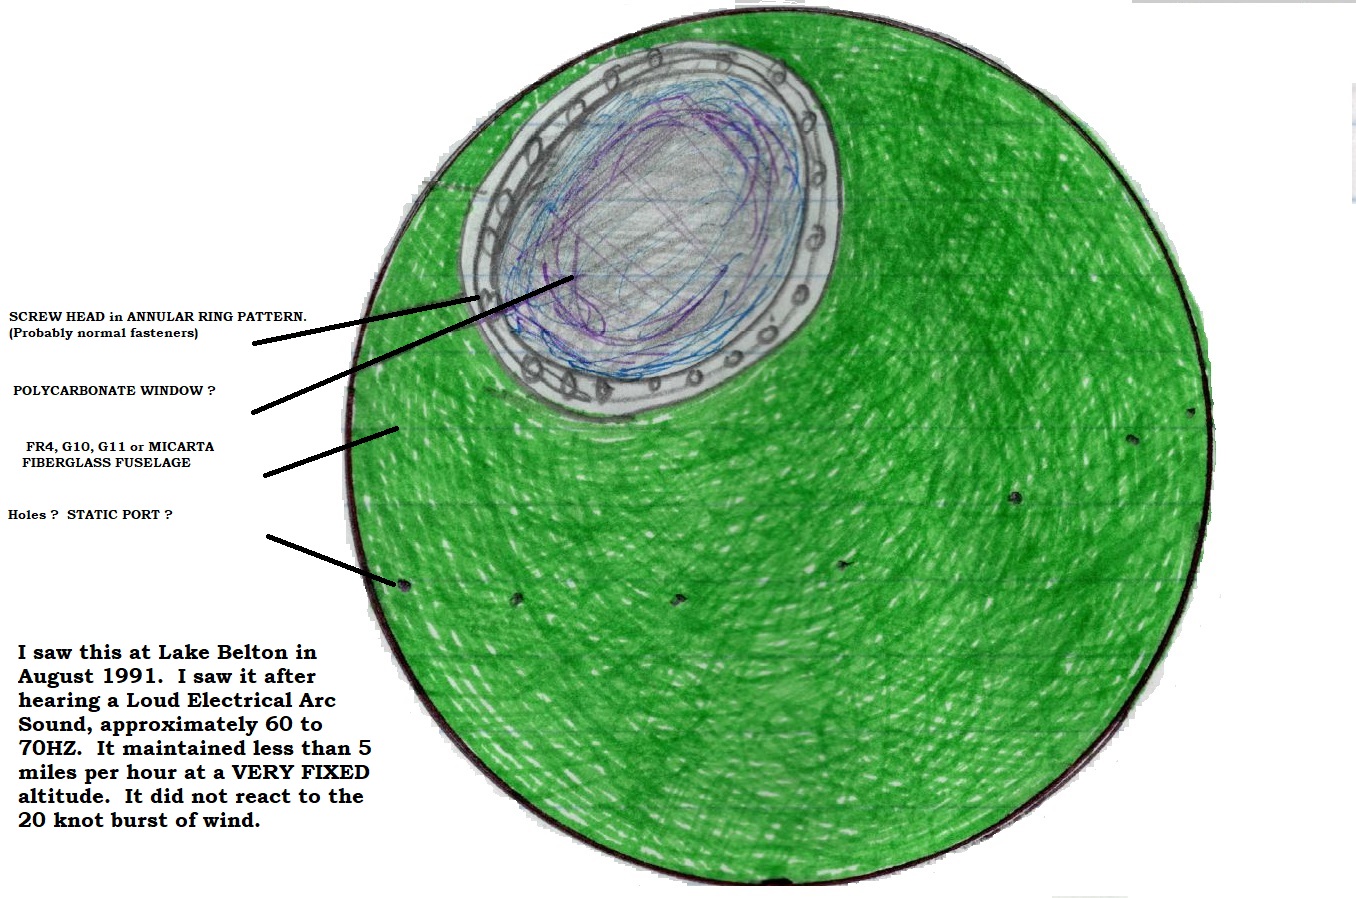 SCREW HEAD in ANNULAR RING PATTERN.
(Probably normal fasteners)
POLYCARBONATE WINDOW ?
FR4, G10, G11 or MICARTA
FIBERGLASS FUSELAGE
Holes ?  STATIC PORT ?
I saw this at Lake Belton in
August 1991.  I saw it after
hearing a Loud Electrical Arc
Sound, approximately 60 to
70HZ.  It maintained less than 5
miles per hour at a VERY FIXED
altitude.  It did not react to the
20 knot burst of wind.